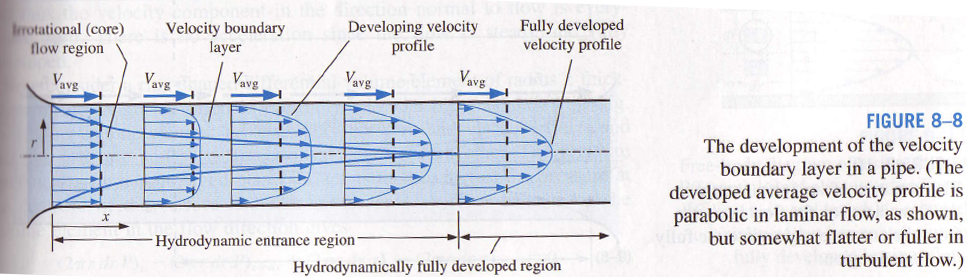 Irrotational (core)
flow region
Velocity boundary
layer
Developing velocity
profile
Fully developed
velocity profile
Vavg
Vavg
Vavg
Vavg
Vavg
r
x
Hydrodynamic entrance region
Hydrodynamically fully developed region
FIGURE 8–8
The development of the velocity
boundary layer in a pipe. (The
developed average velocity profile is
parabolic in laminar flow, as shown,
but somewhat flatter or fuller in
turbulent flow.)